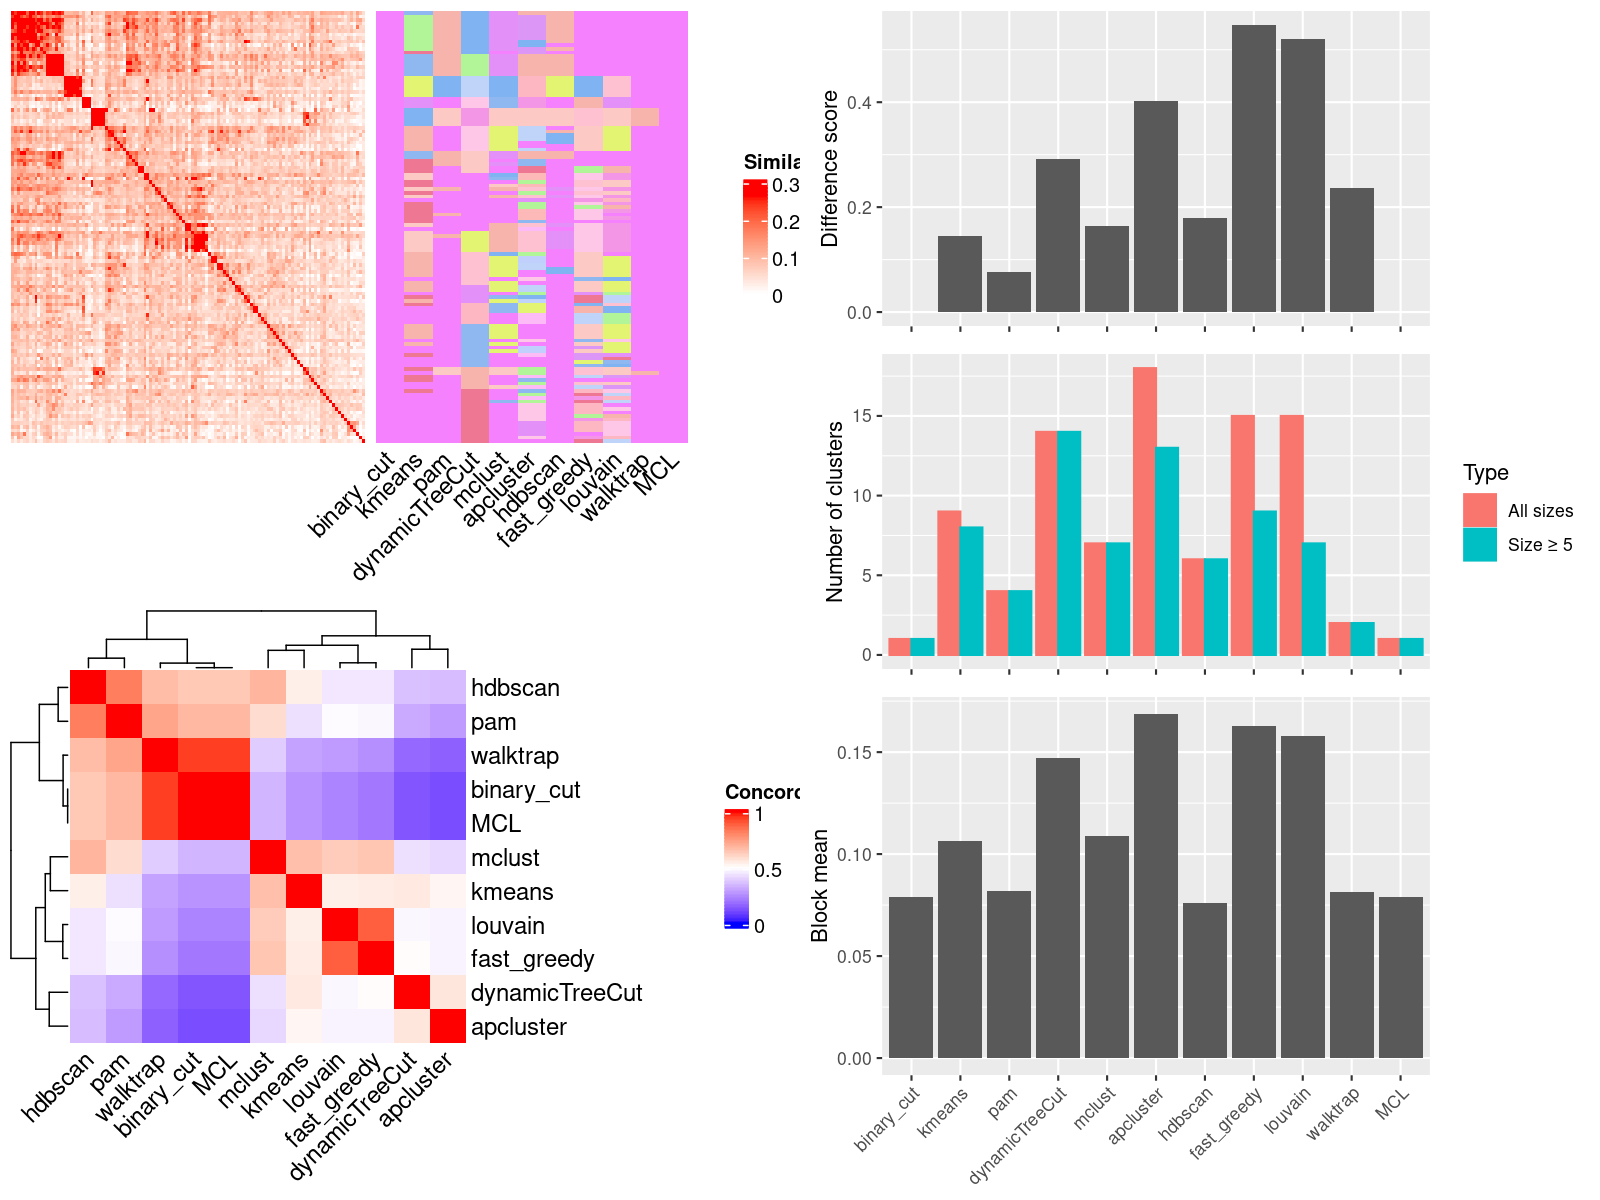 Simila
0.3
0.2
0.1
0
binary_cut
kmeans
pam
dynamicTreeCut
mclust
apcluster
hdbscan
fast_greedy
louvain
walktrap
MCL
hdbscan
pam
walktrap
binary_cut
MCL
mclust
kmeans
louvain
fast_greedy
dynamicTreeCut
apcluster
Concord
1
0.5
0
hdbscan
pam
walktrap
binary_cut
MCL
mclust
kmeans
louvain
fast_greedy
dynamicTreeCut
apcluster
Difference score
0.4
0.2
0.0
Number of clusters
15
10
5
0
Type
All sizes
Size ≥ 5
Block mean
0.15
0.10
0.05
0.00
binary_cut
kmeans
pam
dynamicTreeCut
mclust
apcluster
hdbscan
fast_greedy
louvain
walktrap
MCL